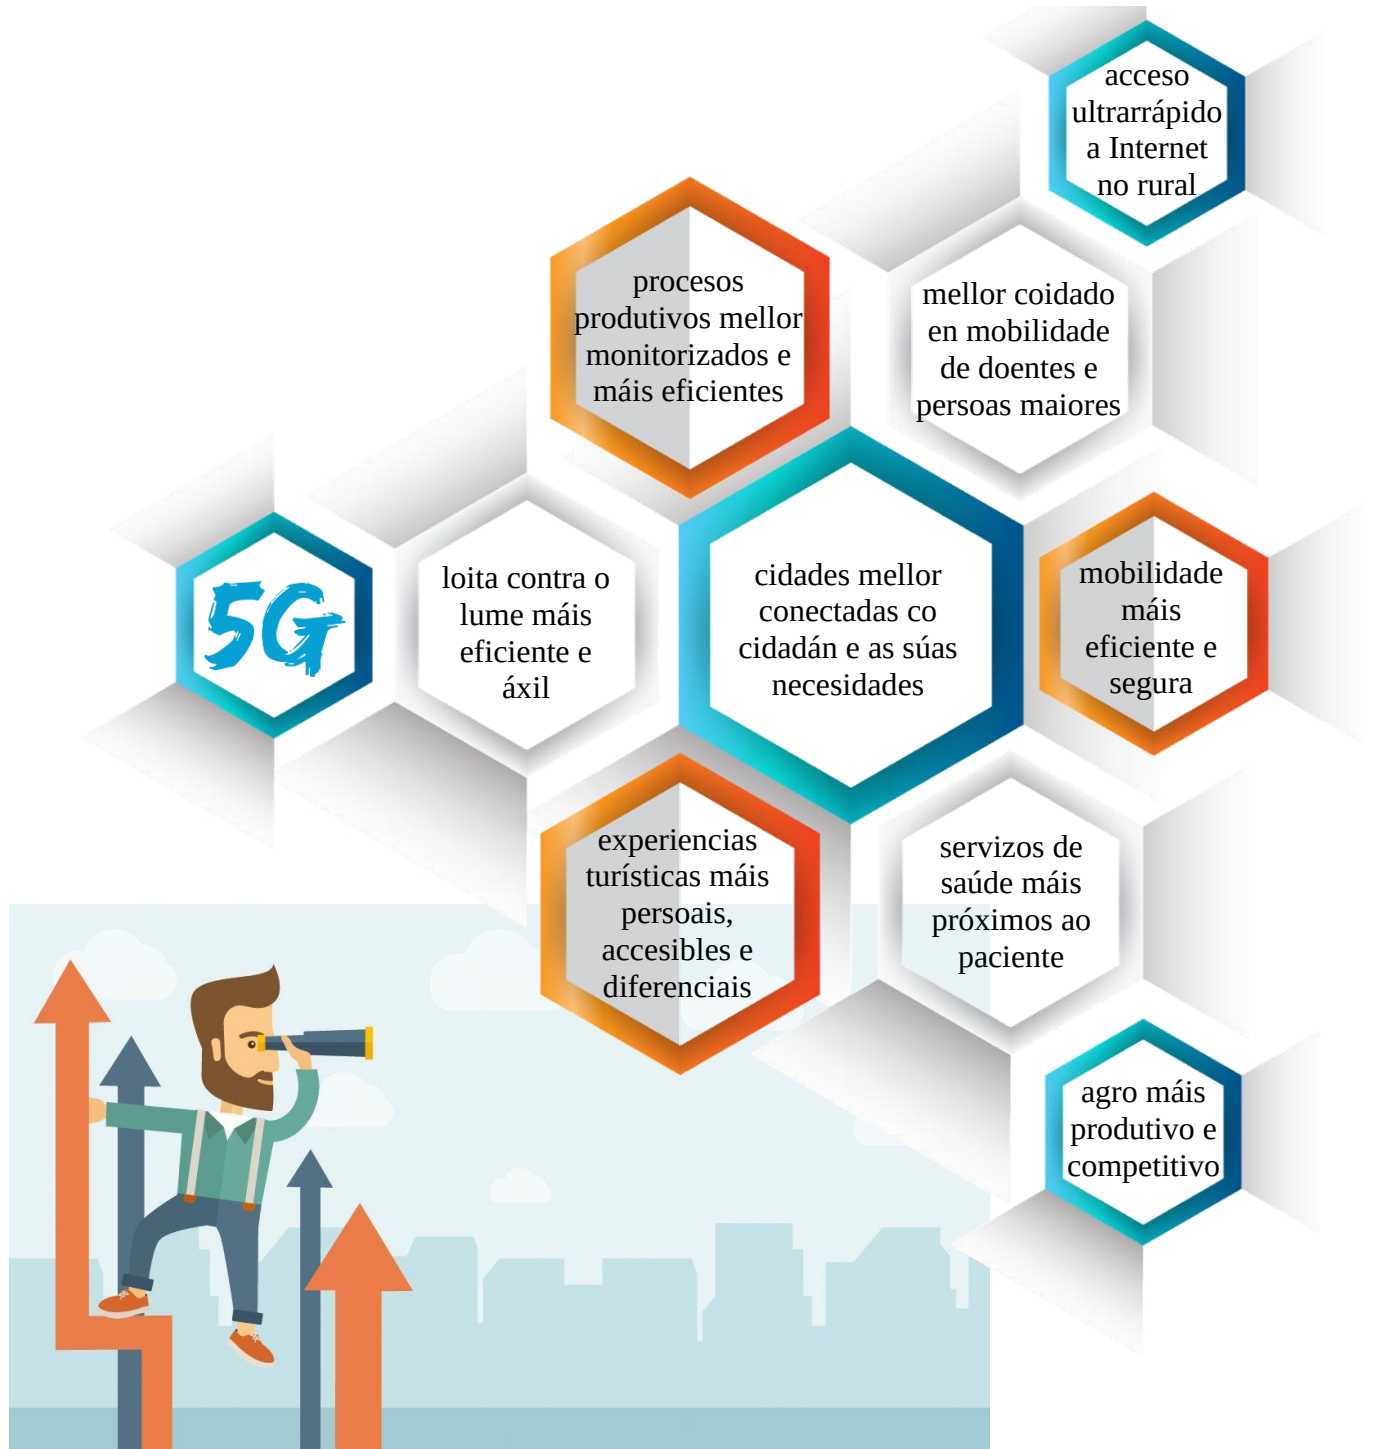 acceso
ultrarrápido
a Internet
no rural
procesos
produtivos mellor
monitorizados e
máis eficientes
mellor coidado
en mobilidade
de doentes e
persoas maiores
5G
loita contra o
lume máis
eficiente e
áxil
cidades mellor
conectadas co
cidadán e as súas
necesidades
mobilidade
máis
eficiente e
segura
experiencias
turísticas máis
persoais,
accesibles e
diferenciais
servizos de
saúde máis
próximos ao
paciente
agro máis
produtivo e
competitivo